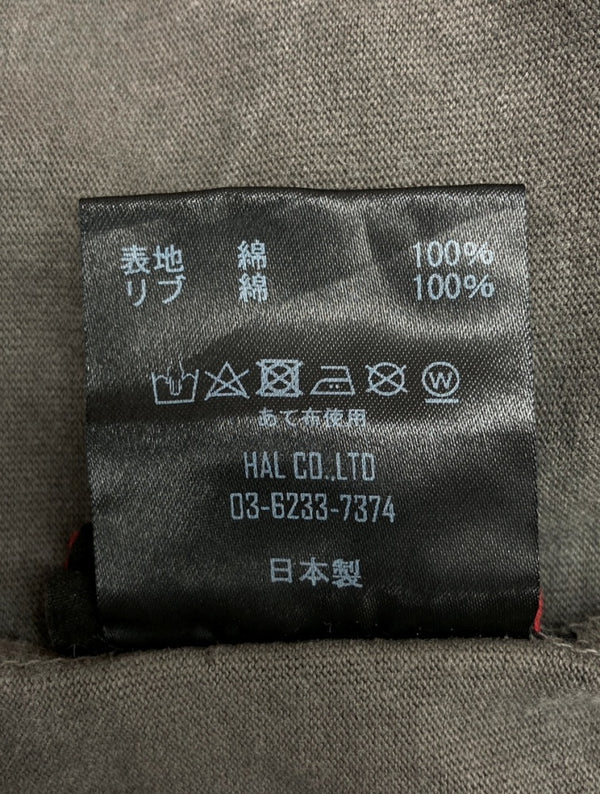 表地 綿 100%
リブ 綿 100%
W
あて布使用
HAL CO.,LTD
03-6233-7374
日本製